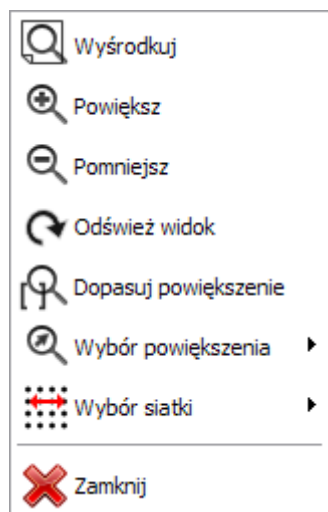 Wyśrodkuj
Powiększ
Pomniejsz
Odśwież widok
Dopasuj powiększenie
Wybór powiększenia
Wybór siatki
Zamknij